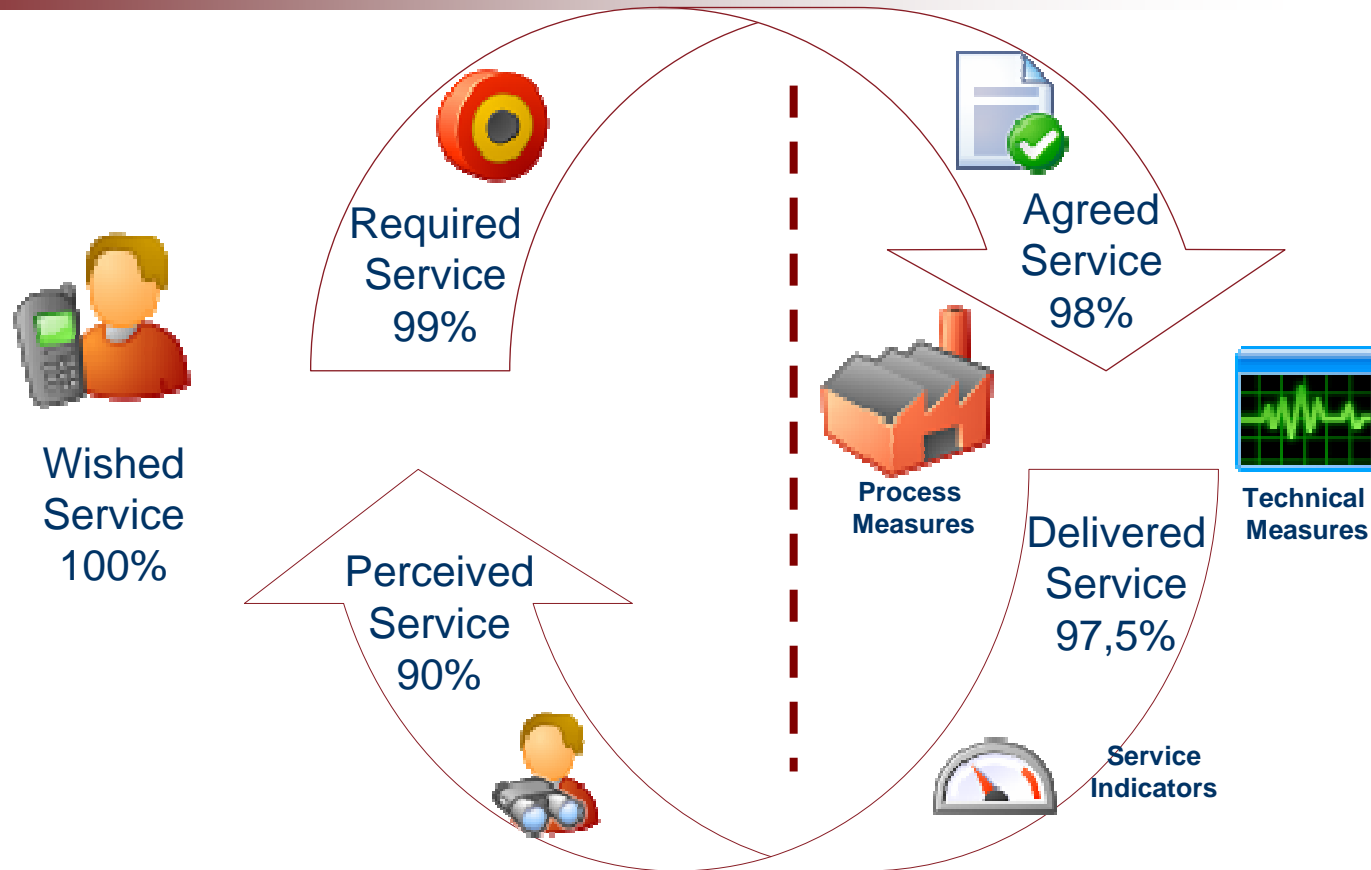 Required
Service
99%
Agreed
Service
98%
Wished
Service
100%
Process
Measures
Technical
Measures
Delivered
Service
97,5%
Perceived
Service
90%
Service
Indicators